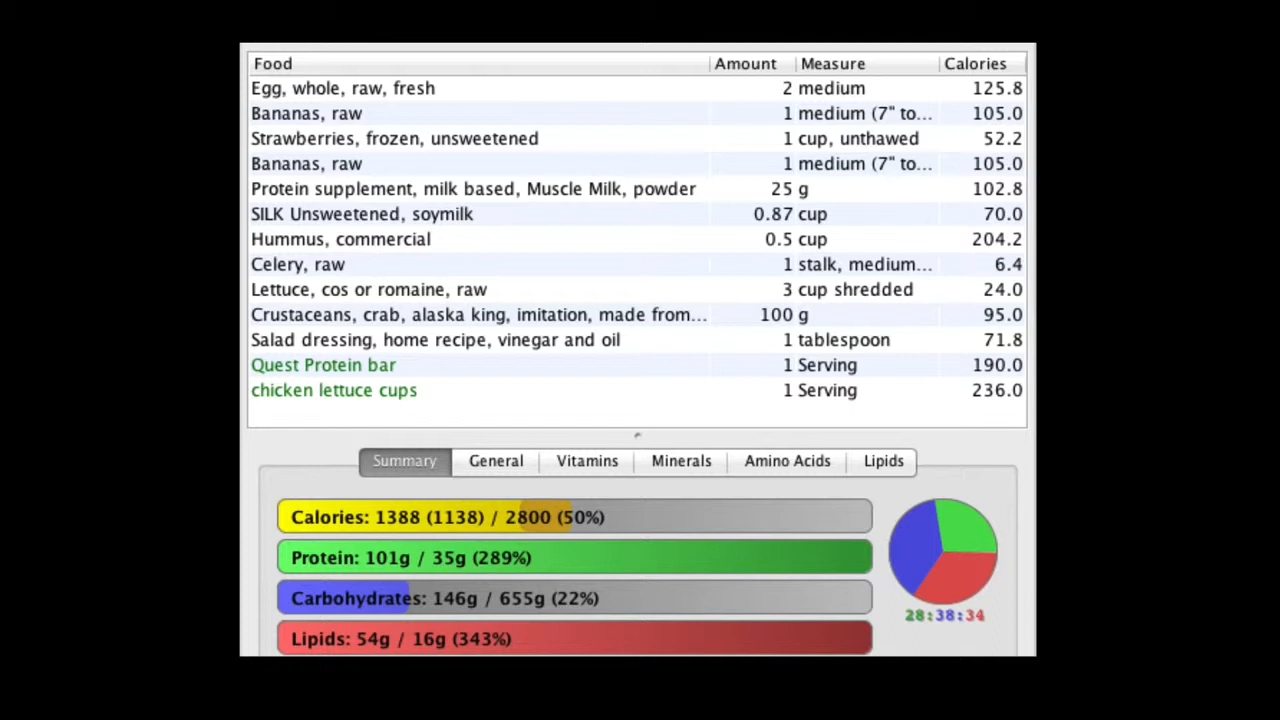 Food Amount Measure Calories
Egg, whole, raw, fresh 2 medium 125.8
Bananas, raw 1 medium (7" to... 105.0
Strawberries, frozen, unsweetened 1 cup, unthawed 52.2
Bananas, raw 1 medium (7" to... 105.0
Protein supplement, milk based, Muscle Milk, powder 25 g 102.8
SILK Unsweetened, soymilk 0.87 cup 70.0
Hummus, commercial 0.5 cup 204.2
Celery, raw 1 stalk, medium... 6.4
Lettuce, cos or romaine, raw 3 cup shredded 24.0
Crustaceans, crab, alaska king, imitation, made from... 100 g 95.0
Salad dressing, home recipe, vinegar and oil 1 tablespoon 71.8
Quest Protein bar 1 Serving 190.0
chicken lettuce cups 1 Serving 236.0
Summary General Vitamins Minerals Amino Acids Lipids
Calories: 1388 (1138) / 2800 (50%)
Protein: 101g / 35g (289%)
Carbohydrates: 146g / 655g (22%)
28:38:34
Lipids: 54g / 16g (343%)